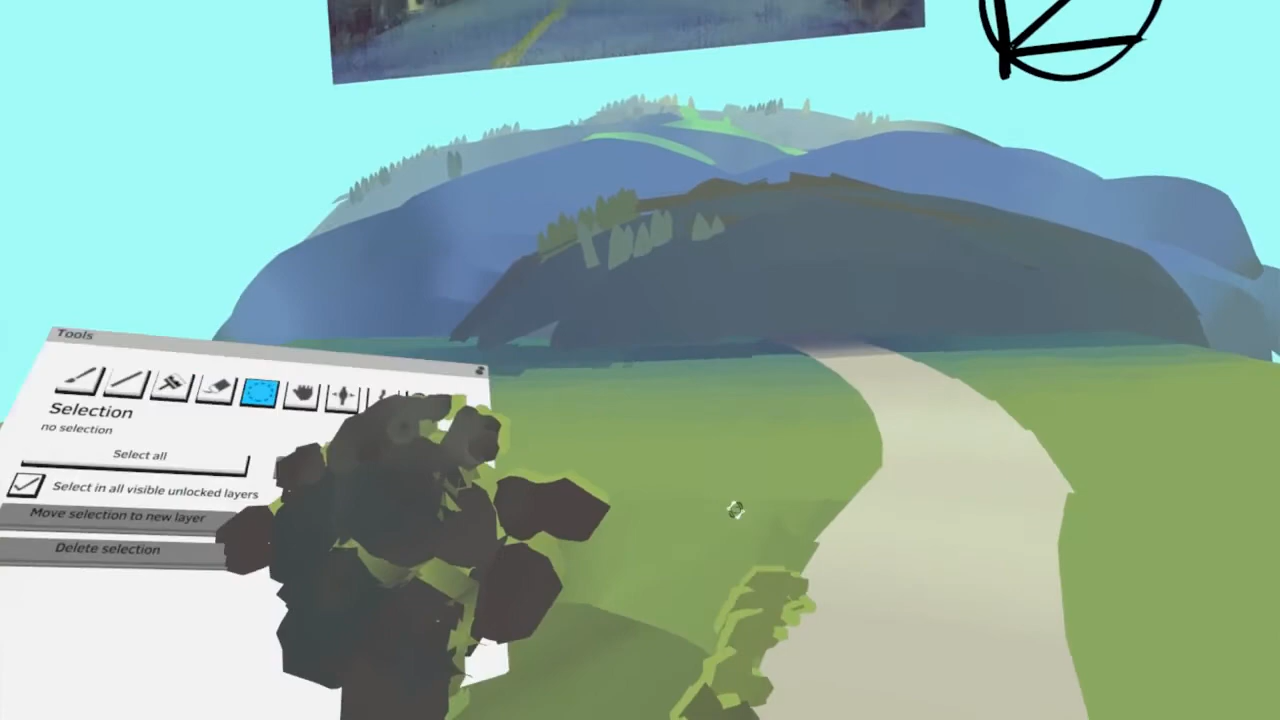 Tools
Selection
no selection
Select all
Select in all visible unlocked layers
Move selection to new layer
Delete selection